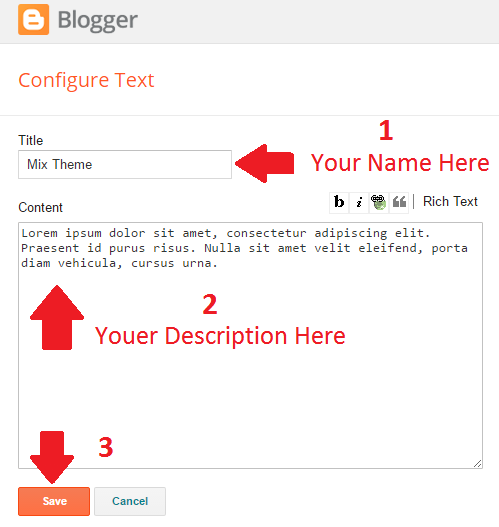 Blogger
Configure Text
1
Title
Mix Theme
Your Name Here
Content
b i Rich Text
Lorem ipsum dolor sit amet, consectetur adipiscing elit.
Praesent id purus risus. Nulla sit amet velit eleifend, porta
diam vehicula, cursus urna.
2
Youer Description Here
3
Save Cancel